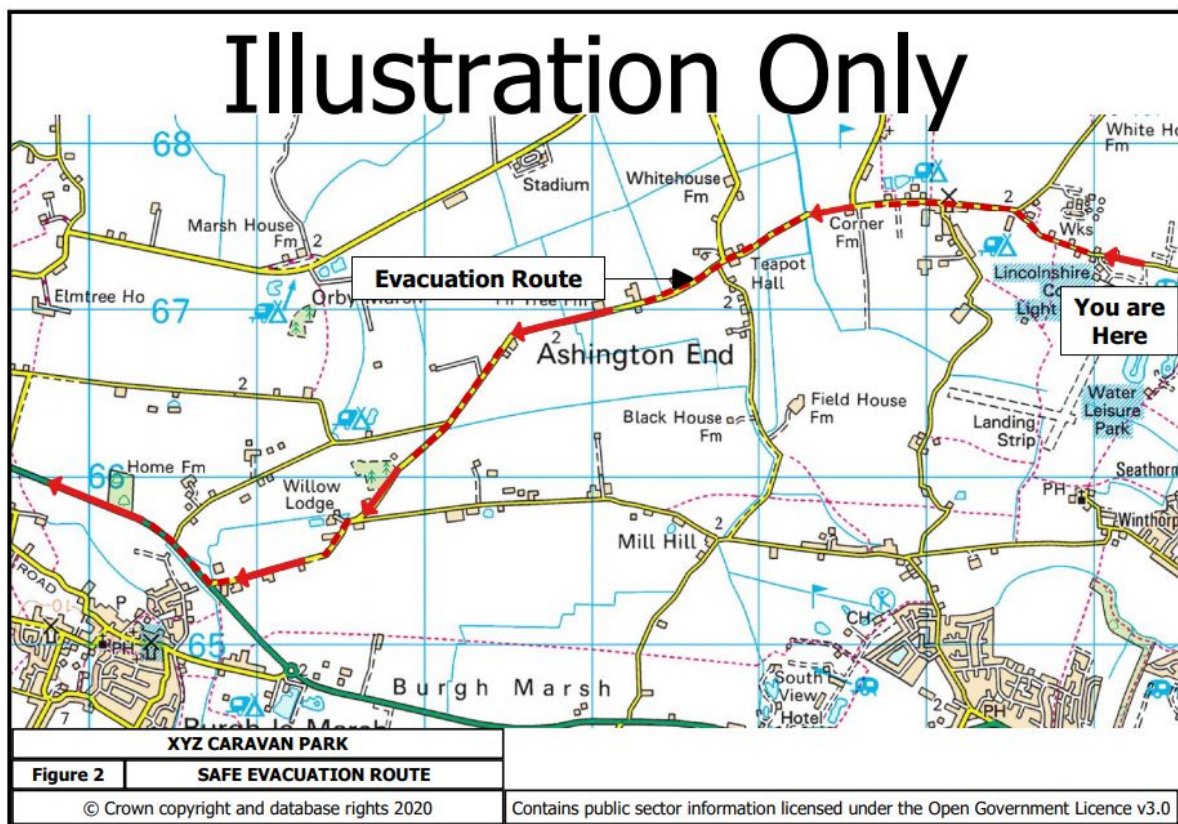 Illustration Only
68
White Ho
Fm
Stadium
Whitehouse
Fm
Marsh House
Fm
2
2
Corner
Fm
Wks
Evacuation Route
Teapot
Hall
Lincolnshire
Elmtree Ho
Light
You are
Here
67
2
2
Ashington End
2
Water
Leisure
Park
Black House
Fm
Field House
Fm
Landing
Strip
66
Home Fm
Willow
Lodge
Seathorn
PH
Winthorp
Mill Hill
2
ROAD
P
CH
65
PH
2
Burgh Marsh
South
View
Hotel
7
2
PH
XYZ CARAVAN PARK
Figure 2
SAFE EVACUATION ROUTE
© Crown copyright and database rights 2020
Contains public sector information licensed under the Open Government Licence v3.0